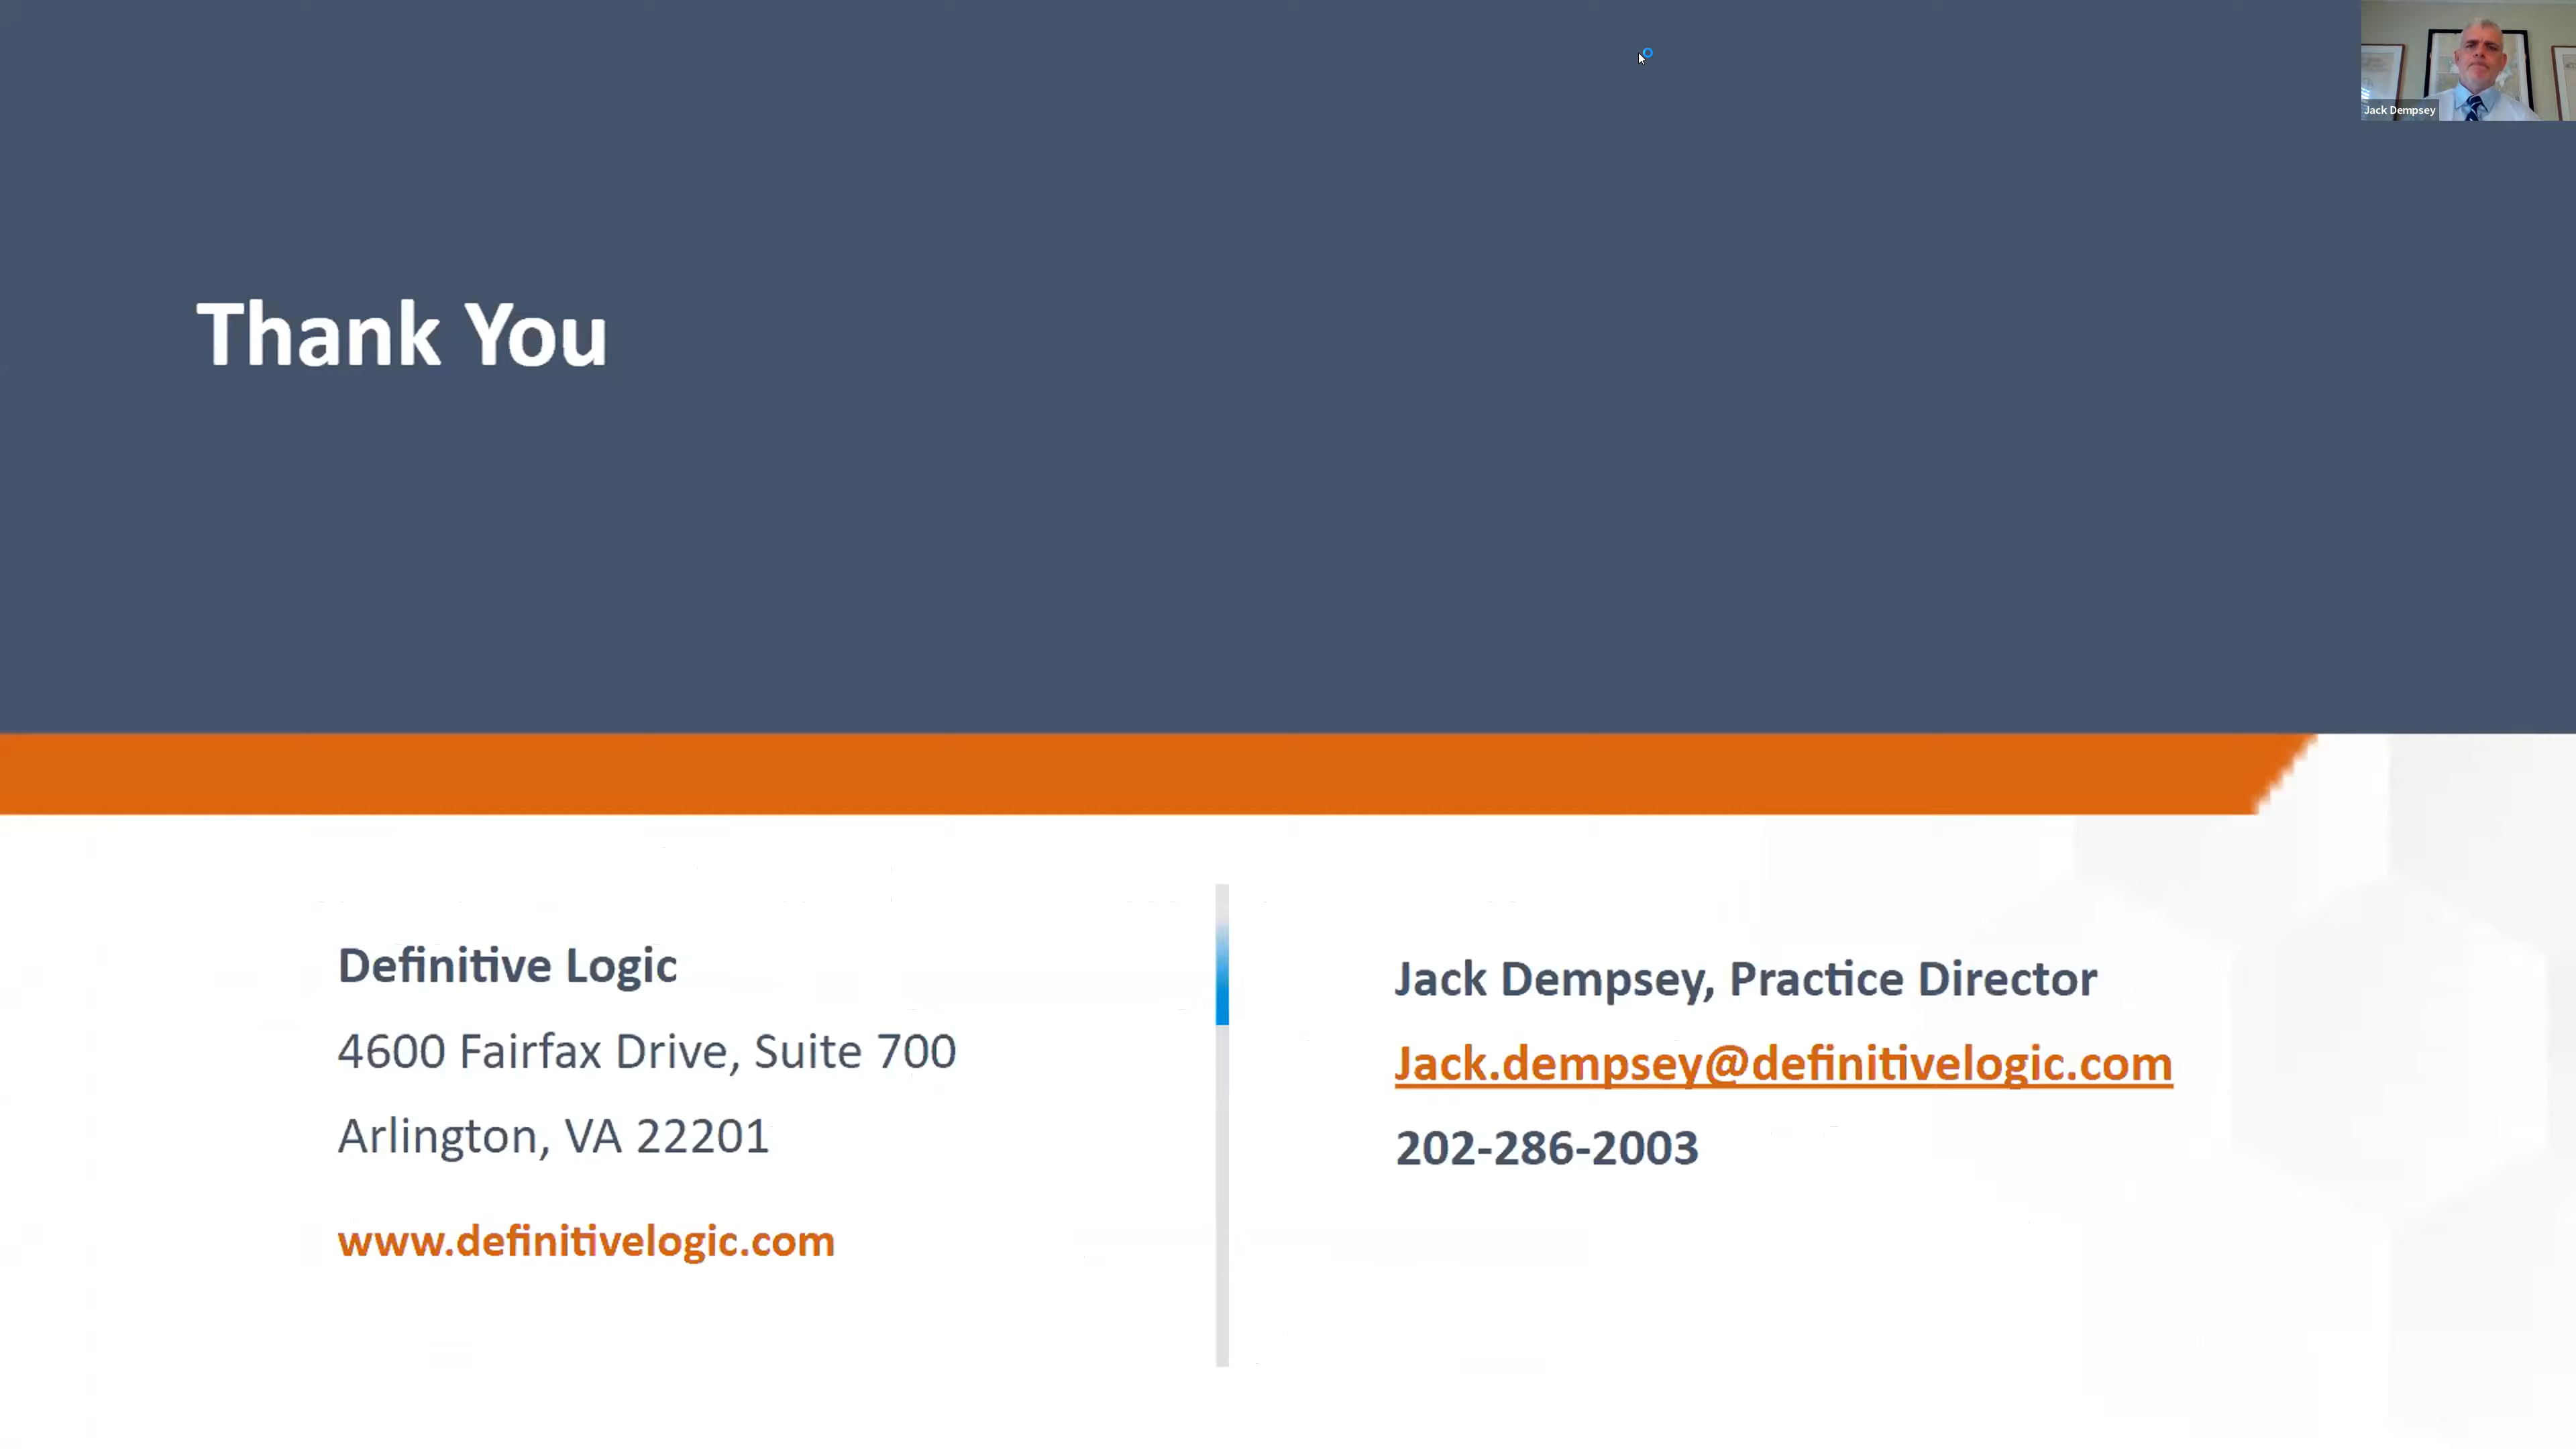 Jack Dempsey
Thank You
Definitive Logic
4600 Fairfax Drive, Suite 700
Arlington, VA 22201
www.definitivelogic.com
Jack Dempsey, Practice Director
Jack.dempsey@definitivelogic.com
202-286-2003